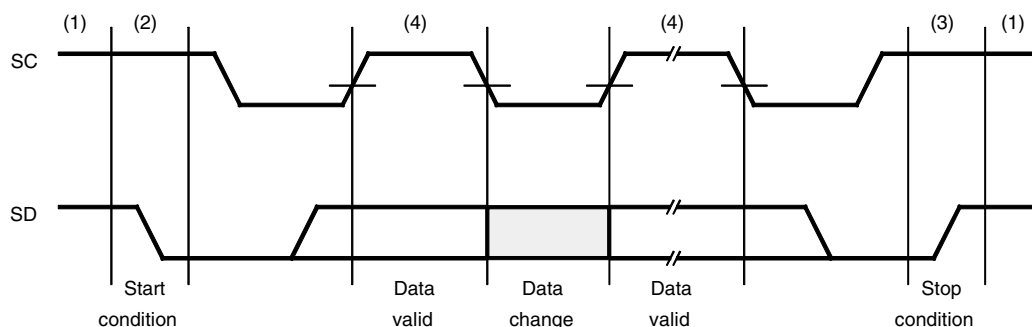 (1) (2) (4) (4) (3) (1)
SC
SD
Start Data Data Data Stop
condition valid change valid condition